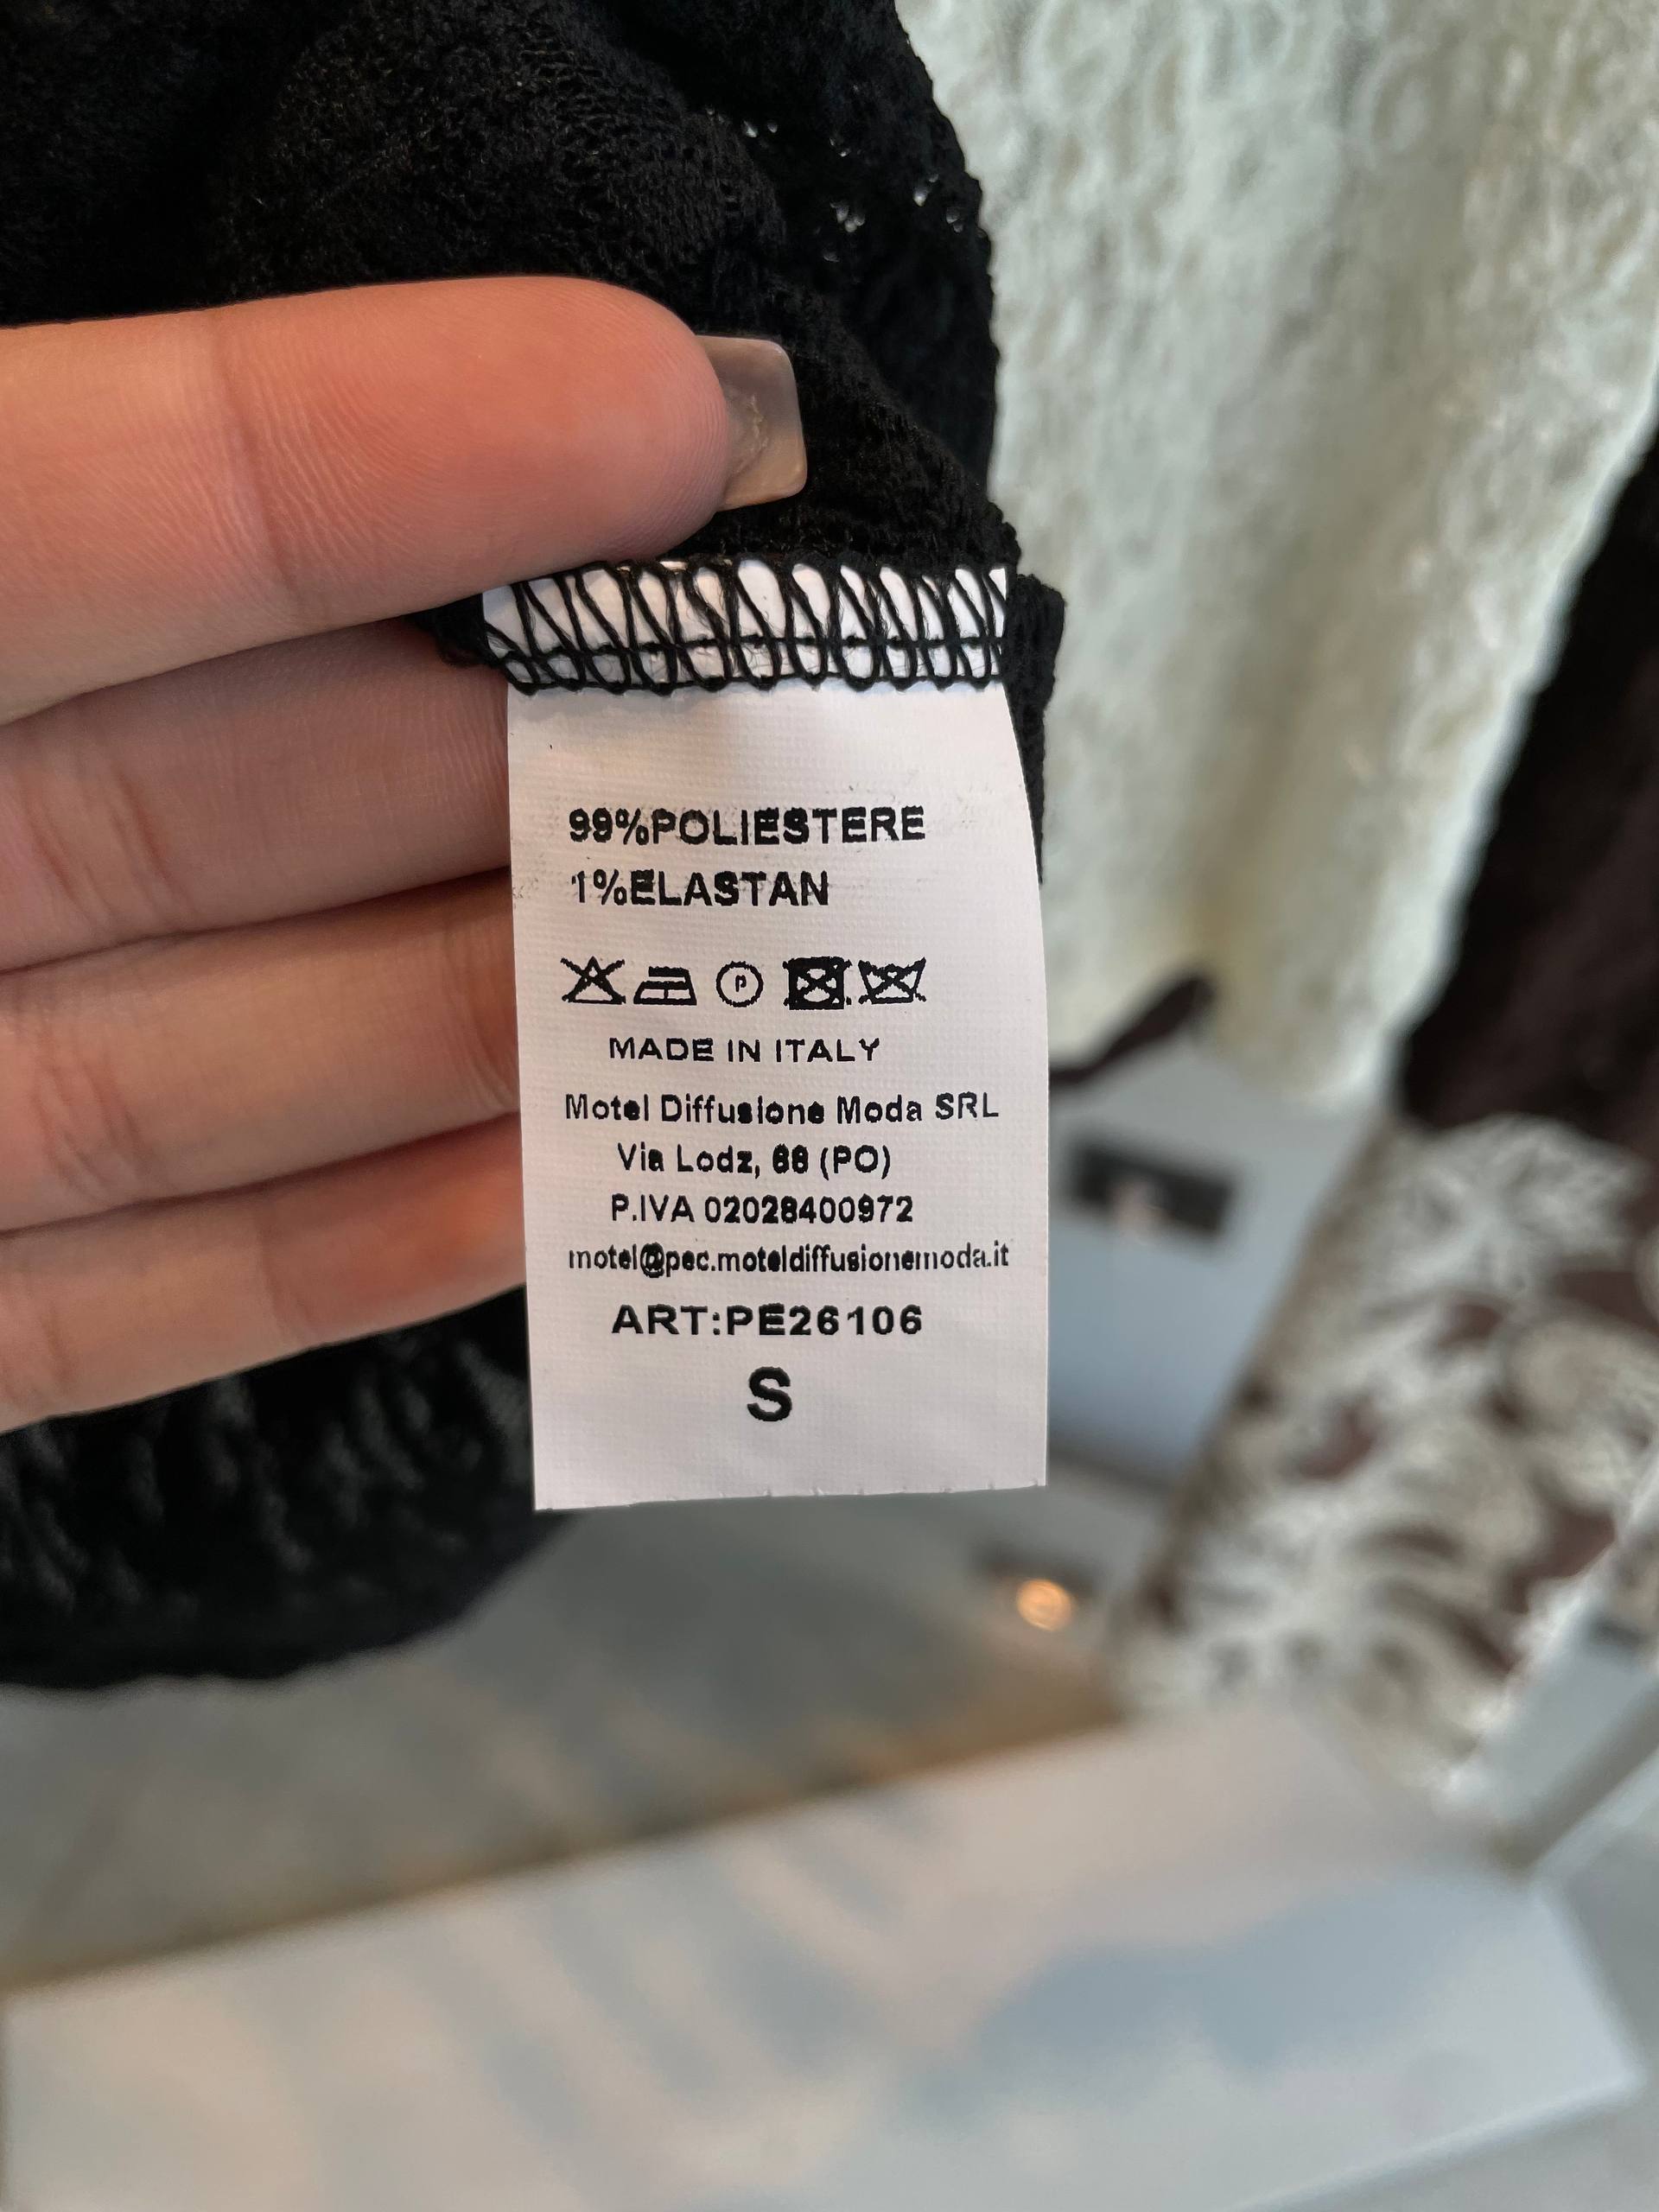 99%POLIESTERE
1%ELASTAN
P
MADE IN ITALY
Motel Diffusione Moda SRL
Via Lodz, (PO)
P.IVA 02028400972
motel@pec.moteldiffusionemoda.it
ART:PE26106
S